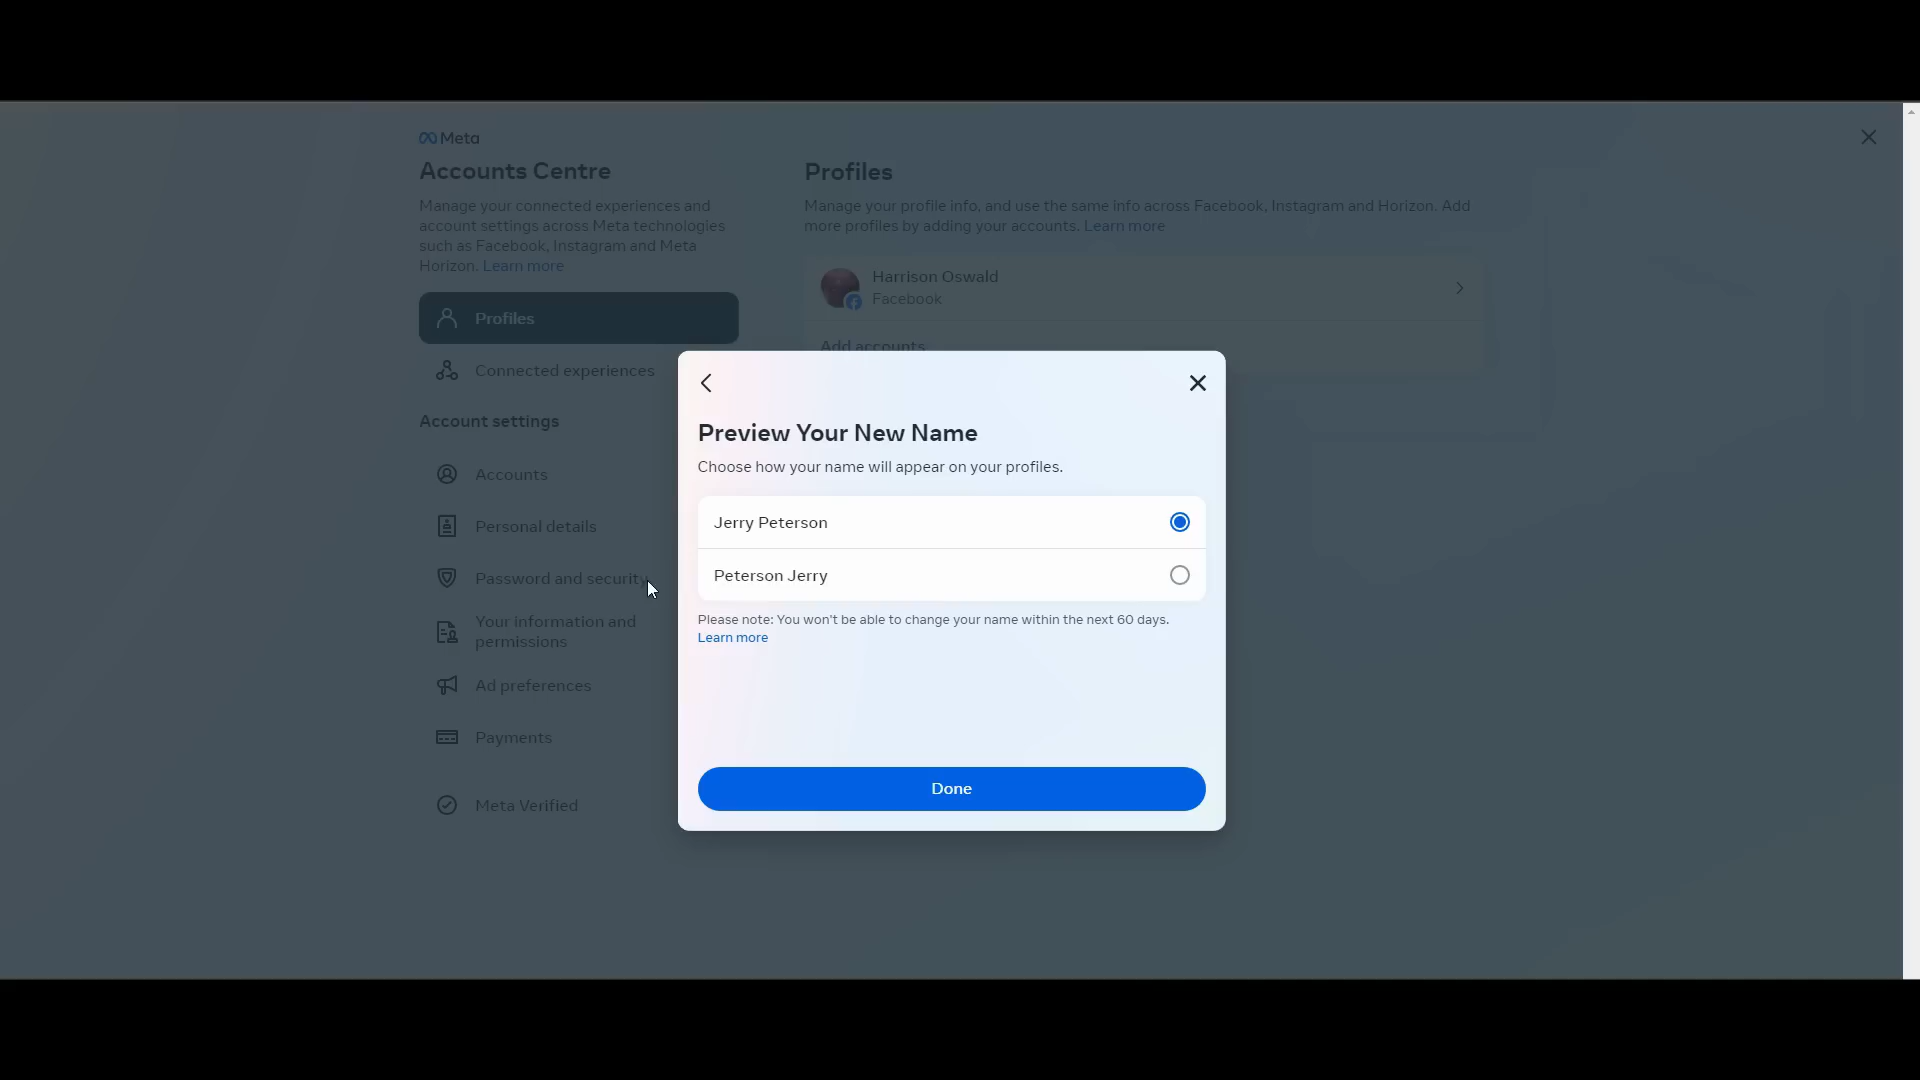 Meta
Accounts Centre
Manage your connected experiences and
account settings across Meta technologies
such as Facebook, Instagram and Meta
Horizon. Learn more
Profiles
Connected experiences
Account settings
Accounts
Personal details
Password and security
Your information and
permissions
Ad preferences
Payments
Meta Verified
Profiles
Manage your profile info, and use the same info across Facebook, Instagram and Horizon. Add
more profiles by adding your accounts. Learn more
Harrison Oswald
Facebook
Add accounts
Preview Your New Name
Choose how your name will appear on your profiles.
Jerry Peterson
Peterson Jerry
Please note: You won't be able to change your name within the next 60 days.
Learn more
Done